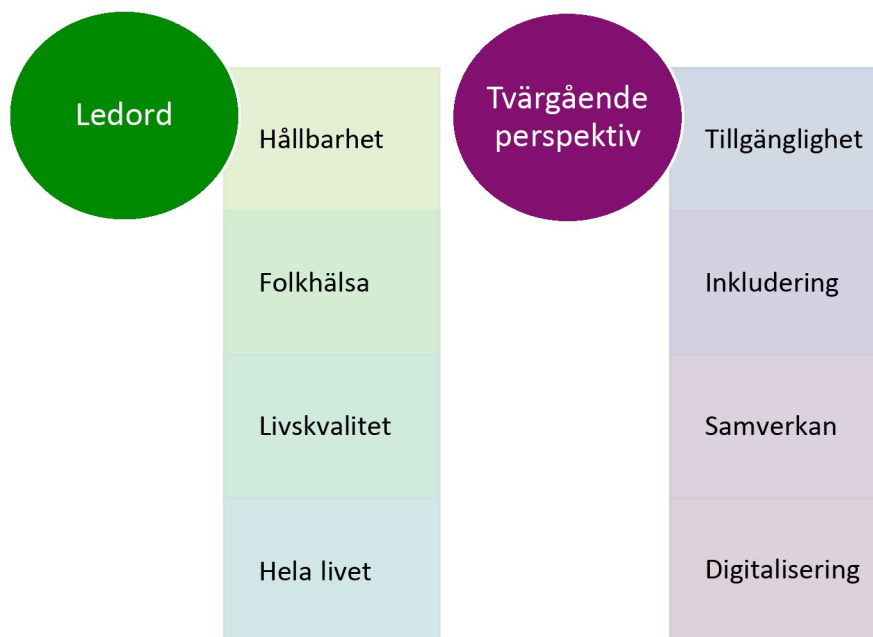 Ledord
Hållbarhet
Folkhälsa
Livskvalitet
Hela livet
Tvärgående
perspektiv
Tillgänglighet
Inkludering
Samverkan
Digitalisering